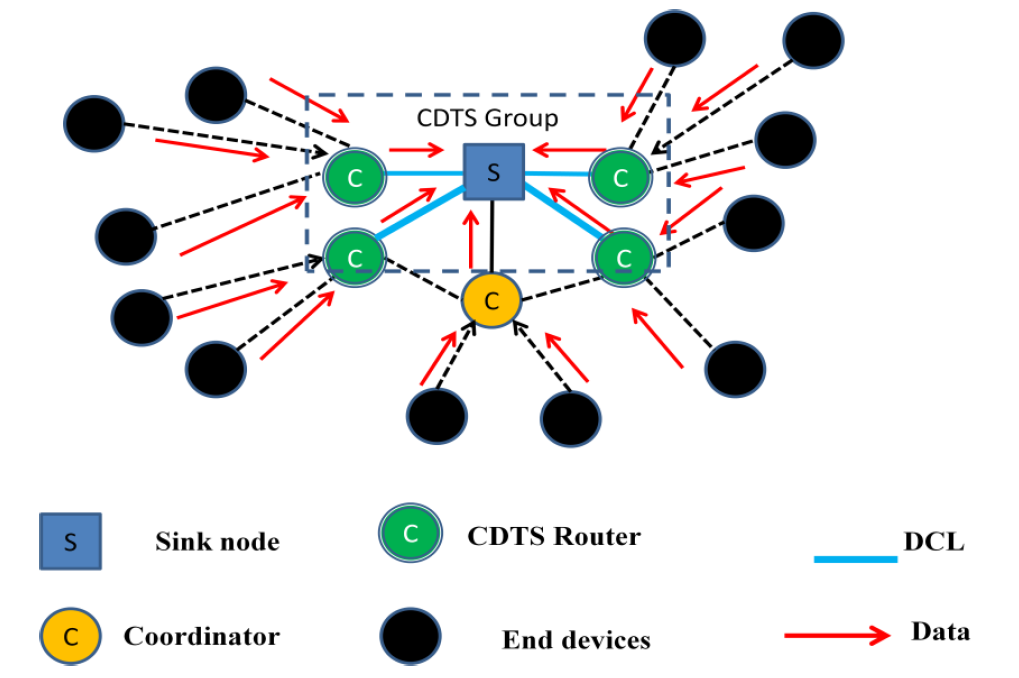 CDTS Group
C
S
C
C
C
C
S
Sink node
C
CDTS Router
DCL
C
Coordinator
End devices
Data